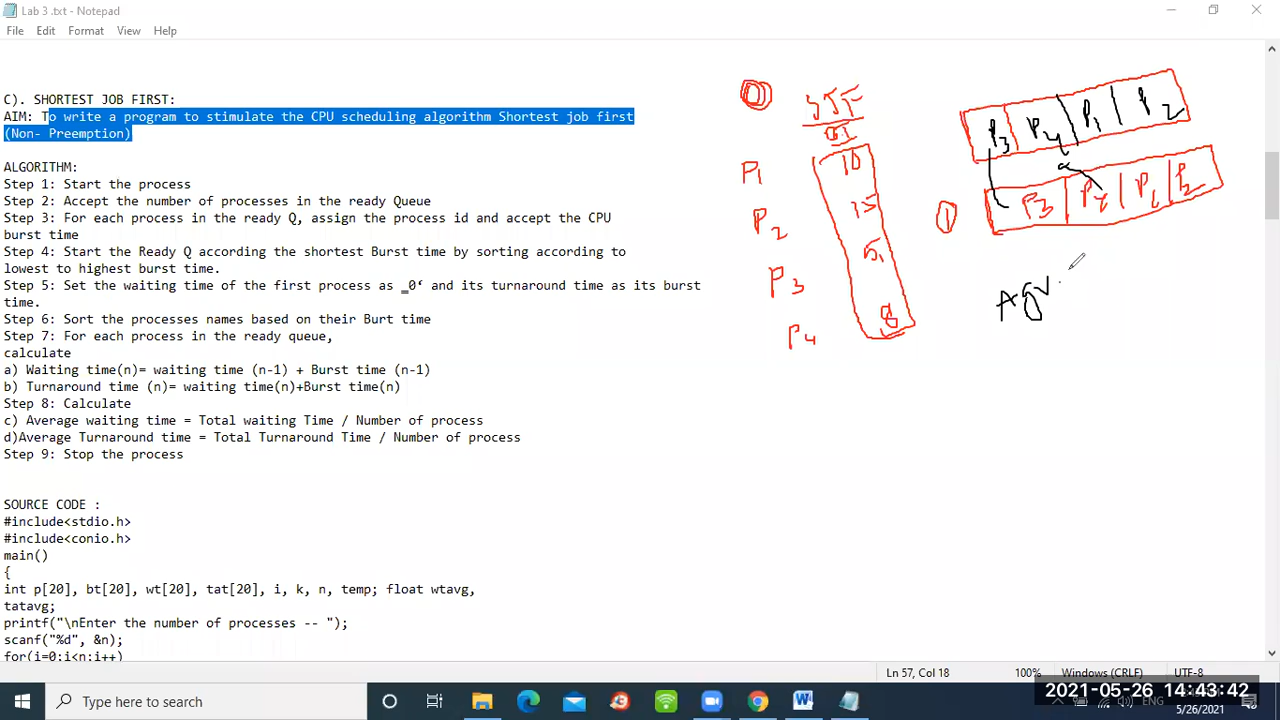 Lab 3 .txt - Notepad
File Edit Format View Help
C). SHORTEST JOB FIRST:
AIM: To write a program to stimulate the CPU scheduling algorithm Shortest job first
(Non- Preemption)
ALGORITHM:
Step 1: Start the process
Step 2: Accept the number of processes in the ready Queue
Step 3: For each process in the ready Q, assign the process id and accept the CPU
burst time
Step 4: Start the Ready Q according the shortest Burst time by sorting according to
lowest to highest burst time.
Step 5: Set the waiting time of the first process as _0‘ and its turnaround time as its burst
time.
Step 6: Sort the processes names based on their Burt time
Step 7: For each process in the ready queue,
calculate
a) Waiting time(n)= waiting time (n-1) + Burst time (n-1)
b) Turnaround time (n)= waiting time(n)+Burst time(n)
Step 8: Calculate
c) Average waiting time = Total waiting Time / Number of process
d)Average Turnaround time = Total Turnaround Time / Number of process
Step 9: Stop the process
SOURCE CODE :
#include<stdio.h>
#include<conio.h>
main()
{
int p[20], bt[20], wt[20], tat[20], i, k, n, temp; float wtavg,
tatavg;
printf("\nEnter the number of processes -- ");
scanf("%d", &n);
for(i=0;i<n;i++)
SJF
P1 10
P2 15
P3 5
P4 8
P3 P4 P1 P2
1 P3 P4 P1 P2
Agv
Ln 57, Col 18 100% Windows (CRLF) UTF-8
Type here to search
2021-05-26 14:43:42
ENG
5/26/2021